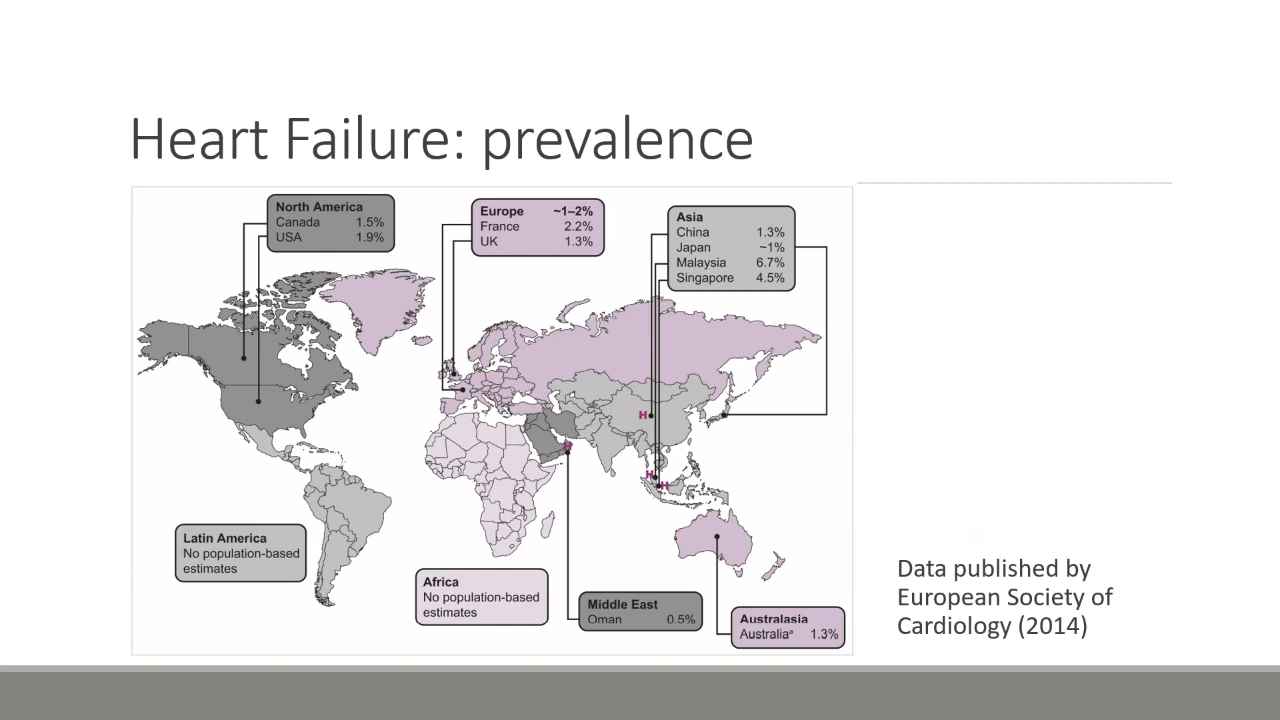 Heart Failure: prevalence
North America
Canada 1.5%
USA 1.9%
Europe ~1–2%
France 2.2%
UK 1.3%
Asia
China 1.3%
Japan ~1%
Malaysia 6.7%
Singapore 4.5%
H
H
H
H
Latin America
No population-based
estimates
Africa
No population-based
estimates
Middle East
Oman 0.5%
Australasia
Australiaᵃ 1.3%
Data published by
European Society of
Cardiology (2014)